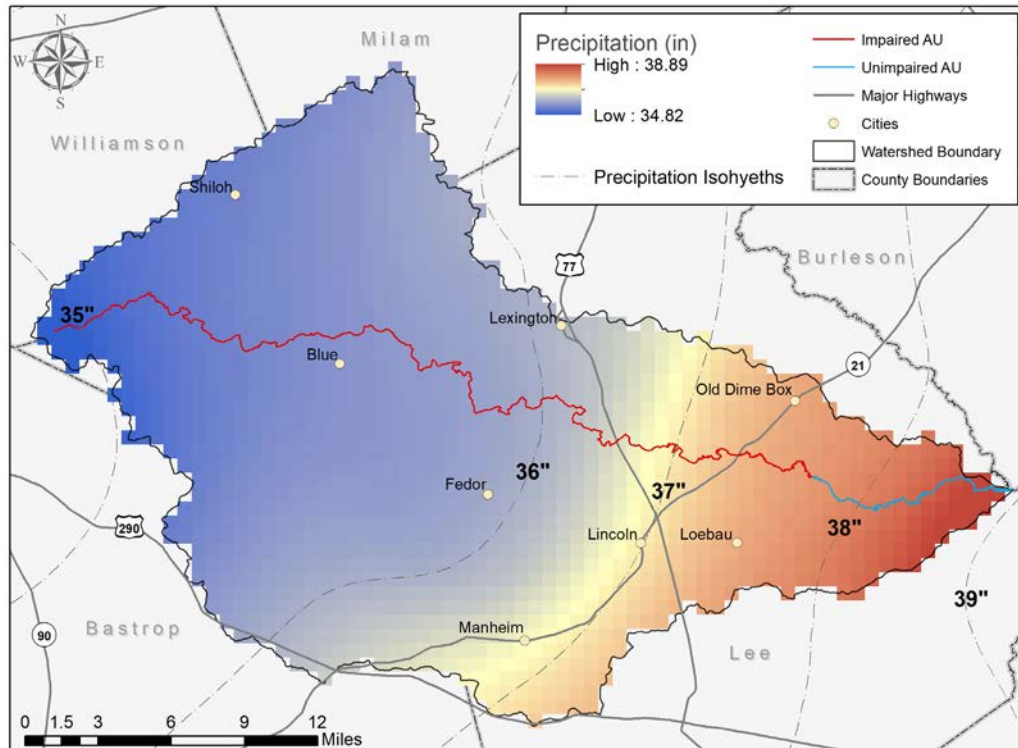 N
W E
S
Milam
Williamson
Burleson
Bastrop
Lee
Precipitation (in)
High : 38.89
Low : 34.82
Precipitation Isohyeths
Impaired AU
Unimpaired AU
Major Highways
Cities
Watershed Boundary
County Boundaries
Shiloh
77
35"
Lexington
Blue
21
Old Dime Box
Fedor
36"
37"
38"
39"
290
Lincoln
Loebau
90
Manheim
0 1.5 3 6 9 12
Miles